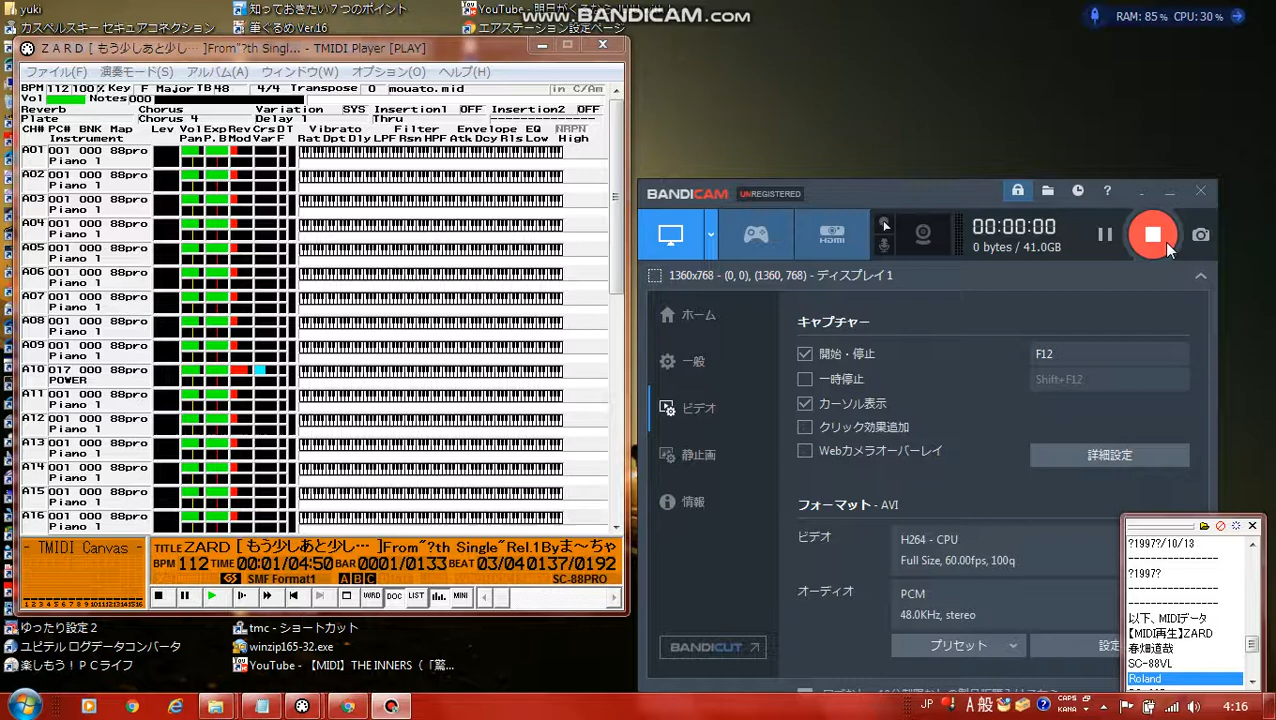 www.BANDICAM.com
RAM: 85% CPU: 30%
yuki
知っておきたい７つのポイント
カスペルスキー セキュアコネクション
筆ぐるめ Ver16
エアステーション設定ページ
Z A R D [ もう少しあと少し… ]From"?th Singl... - TMIDI Player [PLAY]
ファイル(F) 演奏モード(S) アルバム(A) ウィンドウ(W) オプション(O) ヘルプ(H)
BPM 112 100% Key F Major TB48 4/4 Transpose 0 mouato.mid in C/Am
Vol Notes000
Reverb Chorus Variation SYS Insertion1 OFF Insertion2 OFF
Plate Chorus 4 Delay 1 Thru
CH# PC# BNK Map Lev Vol Exp Rev Crs DT Vibrato Filter Envelope EQ NRPN
Instrument Pan P.B Mod Var F Rat Dpt Dly LPF Rsn HPF Atk Dcy Rls Low High
A01 001 000 88pro
Piano 1
A02 001 000 88pro
Piano 1
A03 001 000 88pro
Piano 1
A04 001 000 88pro
Piano 1
A05 001 000 88pro
Piano 1
A06 001 000 88pro
Piano 1
A07 001 000 88pro
Piano 1
A08 001 000 88pro
Piano 1
A09 001 000 88pro
Piano 1
A10 017 000 88pro
POWER
A11 001 000 88pro
Piano 1
A12 001 000 88pro
Piano 1
A13 001 000 88pro
Piano 1
A14 001 000 88pro
Piano 1
A15 001 000 88pro
Piano 1
A16 001 000 88pro
Piano 1
- TMIDI Canvas -
TITLE ZARD [ もう少しあと少し… ]From"?th Single"Rel.1Byま～ちゃ
BPM 112 TIME 00:01/04:50 BAR 0001/0133 BEAT 03/04 0137/0192
GS SMF Format1 A B C SC-88PRO
WRD DOC LIST MINI
BANDICAM UNREGISTERED
HDMI
00:00:00
0 bytes / 41.0GB
1360x768 - (0, 0), (1360, 768) - ディスプレイ1
ホーム
一般
ビデオ
静止画
情報
BANDICUT
キャプチャー
開始・停止 F12
一時停止 Shift+F12
カーソル表示
クリック効果追加
Webカメラオーバーレイ
詳細設定
フォーマット - AVI
ビデオ
H264 - CPU
Full Size, 60.00fps, 100q
オーディオ
PCM
48.0KHz, stereo
プリセット
?1997?/10/13
?1997?
以下、MIDIデータ
【MIDI再生】ZARD
春畑道哉
SC-88VL
Roland
ゆったり設定２
tmc - ショートカット
ユピテル ログデータコンバータ
winzip165-32.exe
楽しもう！ＰＣライフ
YouTube - 【MIDI】THE INNERS（「驚...
JP A 般
CAPS
KANA
4:16